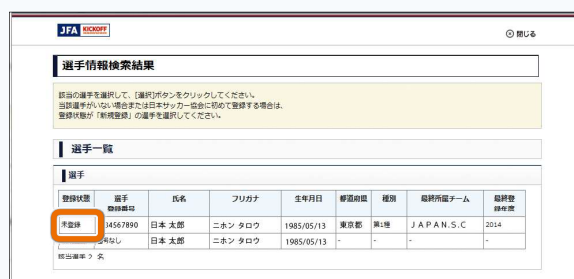 JFA KICKOFF
閉じる
選手情報検索結果
該当の選手を選択して、[選択]ボタンをクリックしてください。
当該選手がいない場合または日本サッカー協会に初めて登録する場合は、
登録状態が「新規登録」の選手を選択してください。
選手一覧
選手
登録状態 選手登録番号 氏名 フリガナ 生年月日 都道府県 種別 最終所属チーム 最終登録年度
未登録 34567890 日本 太郎 ニホン タロウ 1985/05/13 東京都 第1種 JAPAN.S.C 2014
号なし 日本 太郎 ニホン タロウ 1985/05/13 - - - -
該当選手 2 名